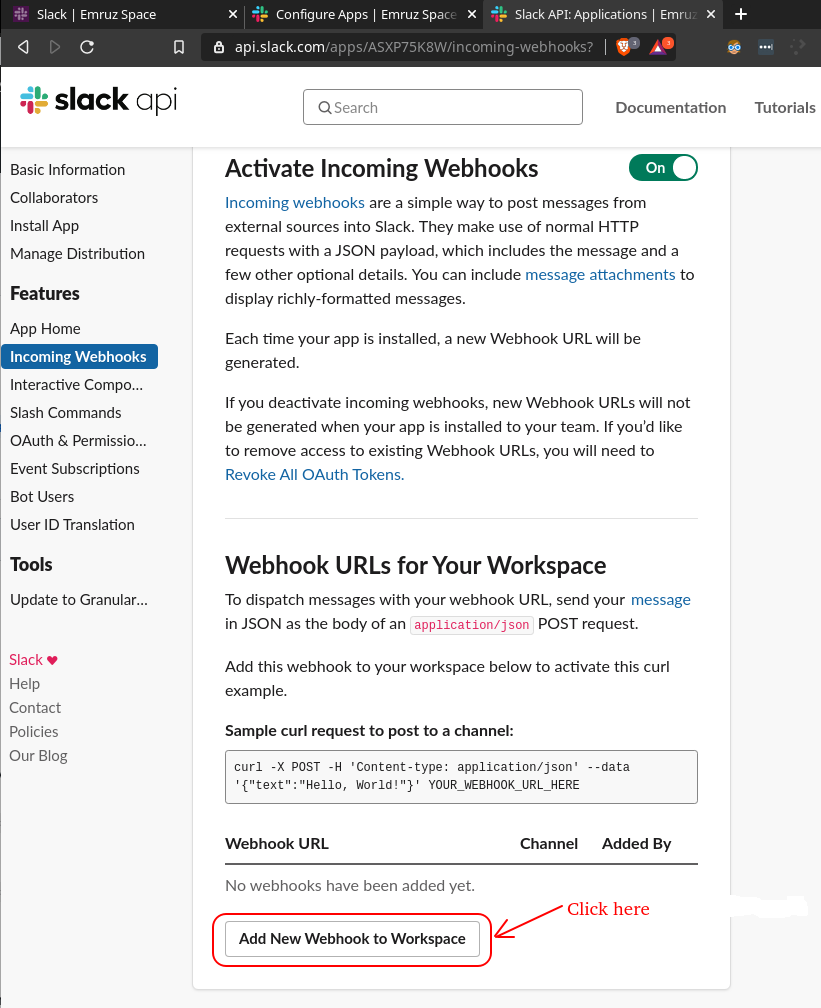 Slack | Emruz Space
Configure Apps | Emruz Space
Slack API: Applications | Emruz
api.slack.com/apps/ASXP75K8W/incoming-webhooks?
3
3
slack api
Search
Documentation
Tutorials
Basic Information
Collaborators
Install App
Manage Distribution
Features
App Home
Incoming Webhooks
Interactive Compo...
Slash Commands
OAuth & Permissio...
Event Subscriptions
Bot Users
User ID Translation
Tools
Update to Granular...
Slack ♥
Help
Contact
Policies
Our Blog
Activate Incoming Webhooks
On
Incoming webhooks are a simple way to post messages from
external sources into Slack. They make use of normal HTTP
requests with a JSON payload, which includes the message and a
few other optional details. You can include message attachments to
display richly-formatted messages.
Each time your app is installed, a new Webhook URL will be
generated.
If you deactivate incoming webhooks, new Webhook URLs will not
be generated when your app is installed to your team. If you'd like
to remove access to existing Webhook URLs, you will need to
Revoke All OAuth Tokens.
Webhook URLs for Your Workspace
To dispatch messages with your webhook URL, send your message
in JSON as the body of an application/json POST request.
Add this webhook to your workspace below to activate this curl
example.
Sample curl request to post to a channel:
curl -X POST -H 'Content-type: application/json' --data
'{"text":"Hello, World!"}' YOUR_WEBHOOK_URL_HERE
Webhook URL Channel Added By
No webhooks have been added yet.
Click here
Add New Webhook to Workspace